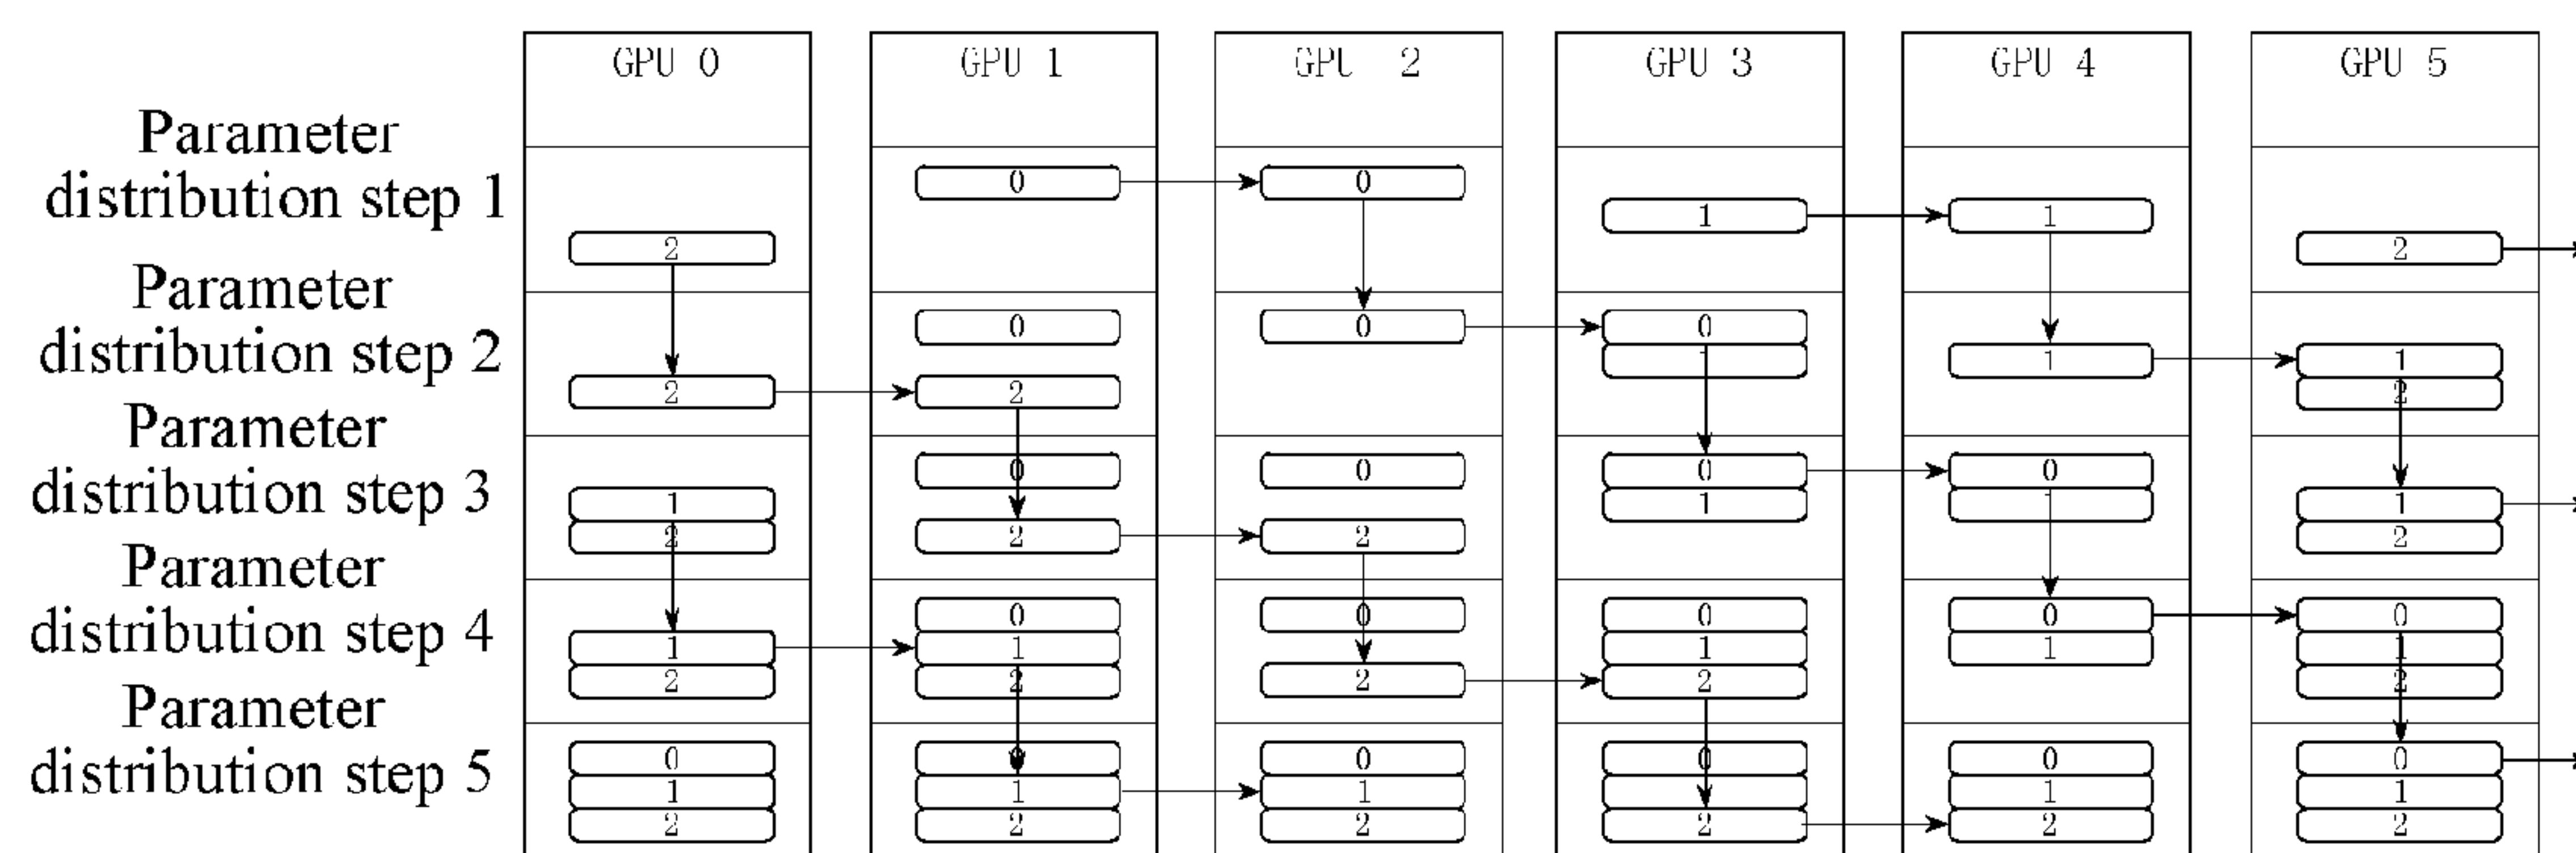 GPU 0 GPU 1 GPU 2 GPU 3 GPU 4 GPU 5
Parameter
distribution step 1
0 0
1 1
2 2
Parameter
distribution step 2
0 0 0
1 1 1
2 2 2
Parameter
distribution step 3
0 0 0 0
1 1 1 1
2 2 2 2
Parameter
distribution step 4
0 0 0 0 0
1 1 1 1 1
2 2 2 2 2
Parameter
distribution step 5
0 0 0 0 0 0
1 1 1 1 1
2 2 2 2 2 2